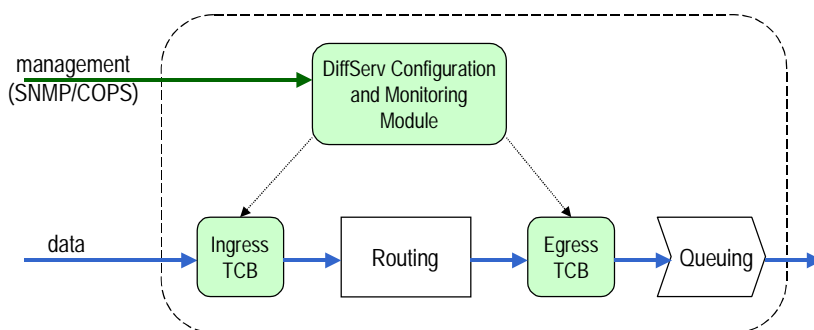 management
(SNMP/COPS)
DiffServ Configuration
and Monitoring
Module
data
Ingress
TCB
Routing
Egress
TCB
Queuing